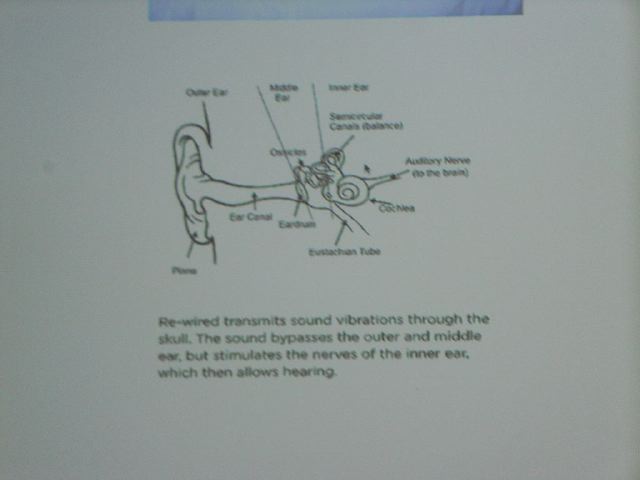 Outer Ear
Middle
Ear
Inner Ear
Semicircular
Canals (balance)
Ossicles
Auditory Nerve
(to the brain)
Cochlea
Ear Canal
Eardrum
Eustachian Tube
Pinna
Re-wired transmits sound vibrations through the
skull. The sound bypasses the outer and middle
ear, but stimulates the nerves of the inner ear,
which then allows hearing.